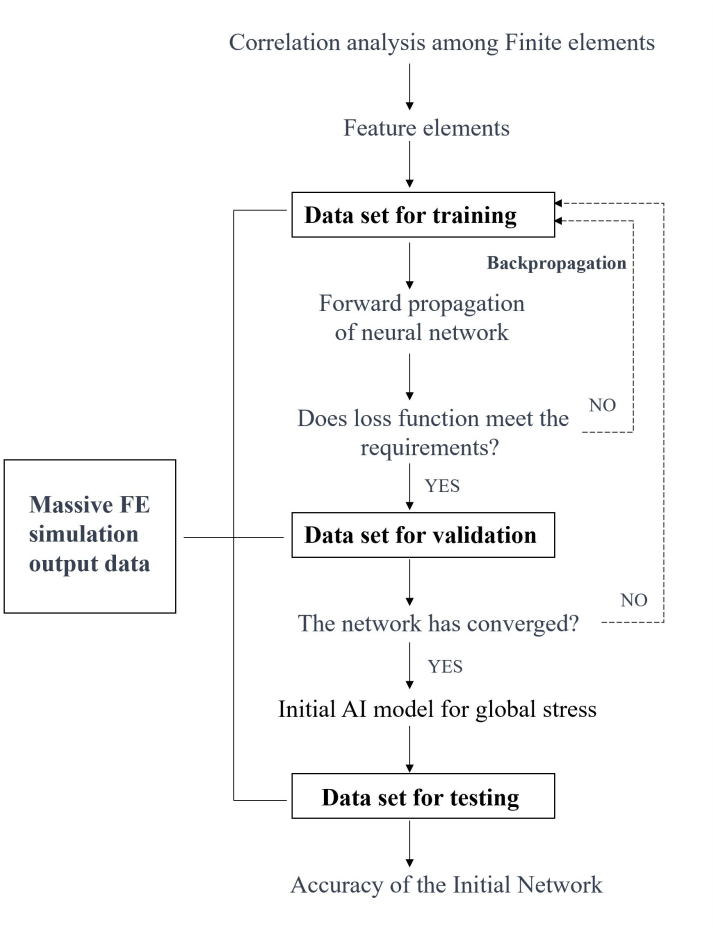 Correlation analysis among Finite elements
Feature elements
Data set for training
Backpropagation
Forward propagation
of neural network
Does loss function meet the
requirements?
NO
YES
Massive FE
simulation
output data
Data set for validation
NO
The network has converged?
YES
Initial AI model for global stress
Data set for testing
Accuracy of the Initial Network